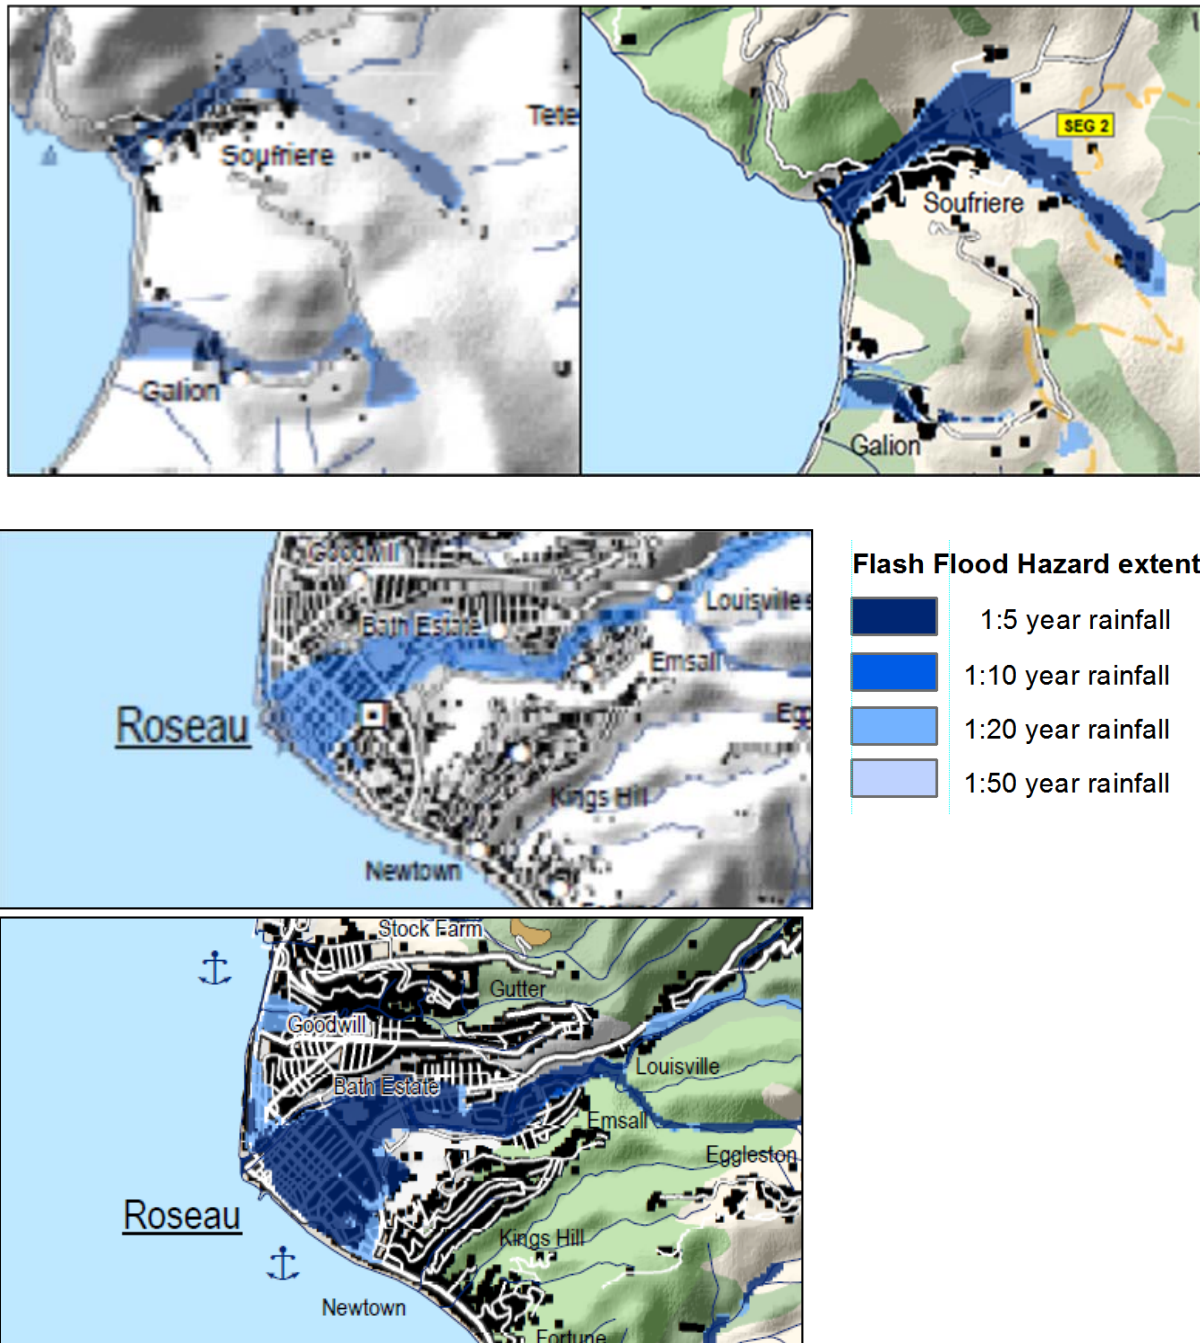 Tete
Soufriere
Galion
SEG 2
Soufriere
Galion
Goodwill
Bath Estate
Louisville
Emsall
Roseau
Kings Hill
Newtown
Flash Flood Hazard extent
1:5 year rainfall
1:10 year rainfall
1:20 year rainfall
1:50 year rainfall
Stock Farm
Gutter
Goodwill
Bath Estate
Louisville
Emsall
Eggleston
Roseau
Kings Hill
Newtown
Fortune